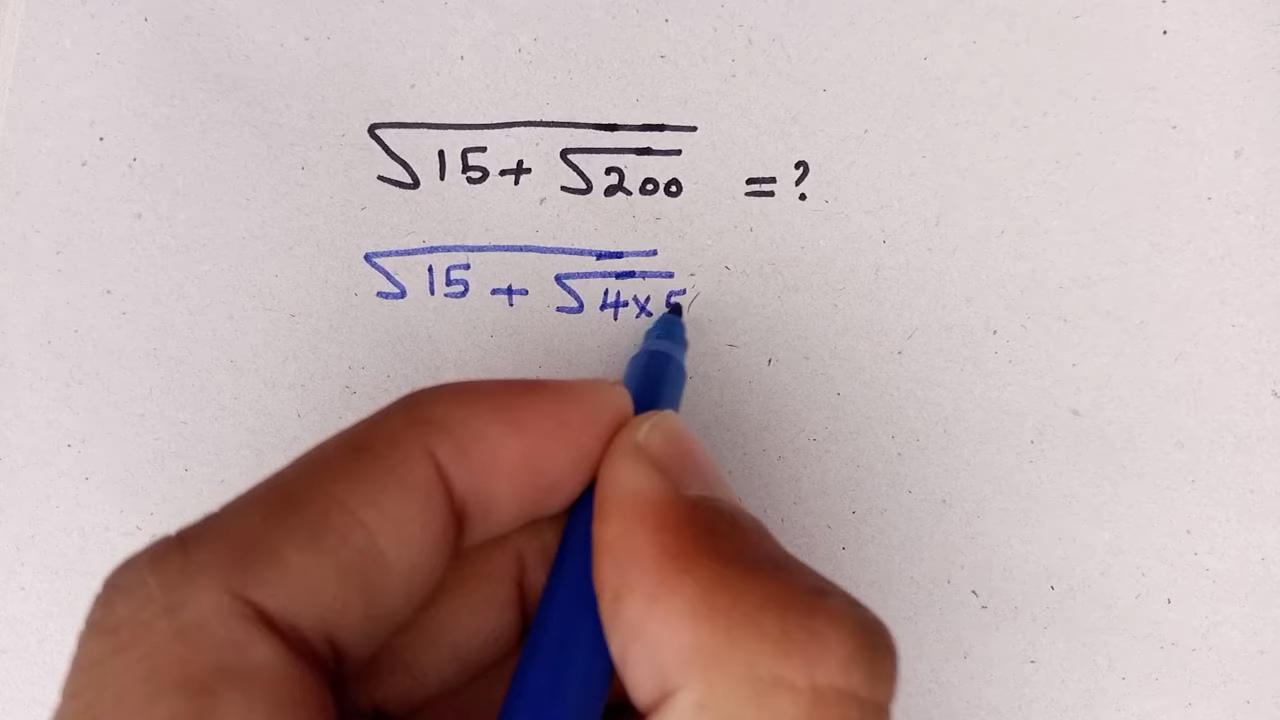 √15 + √200 = ?
√15 + √4×5